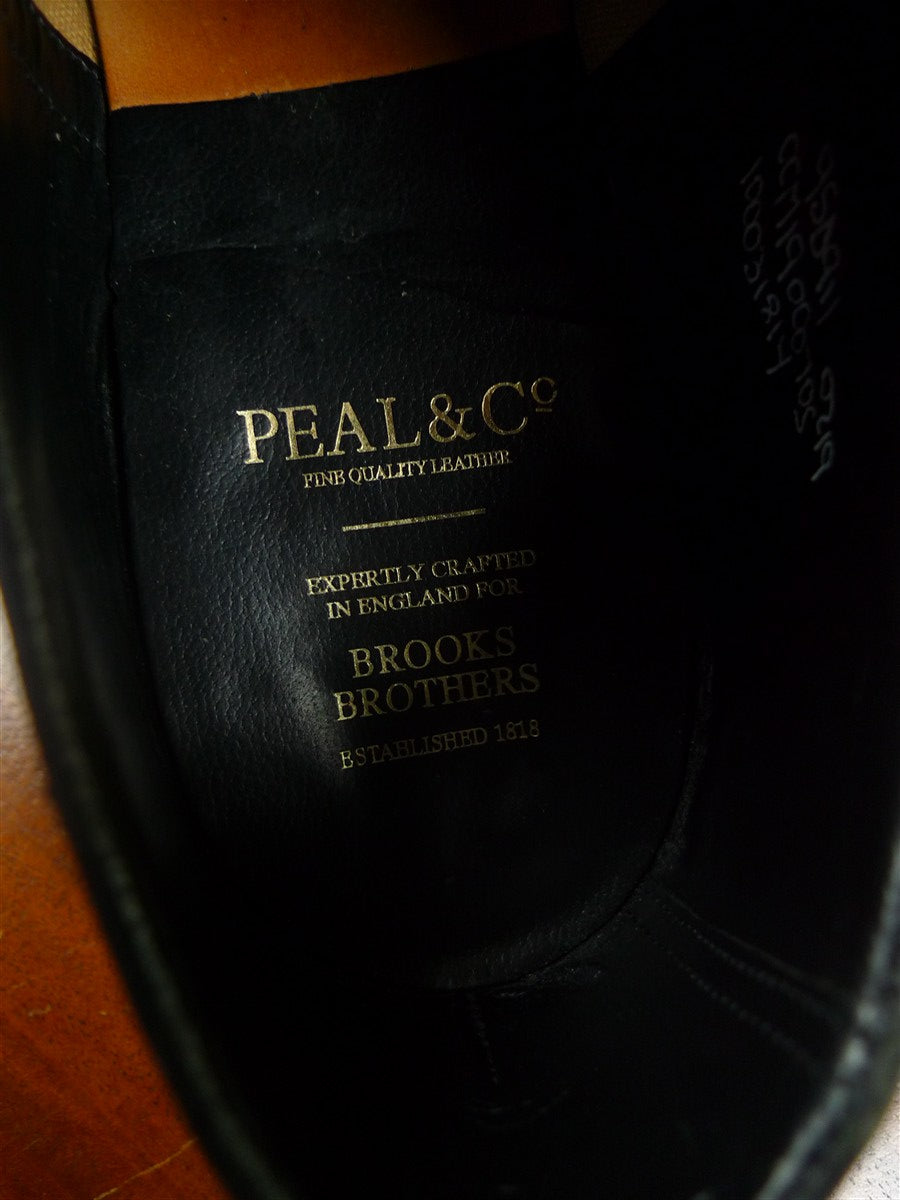 PEAL & Cº
FINE QUALITY LEATHER
EXPERTLY CRAFTED
IN ENGLAND FOR
BROOKS
BROTHERS
ESTABLISHED 1818